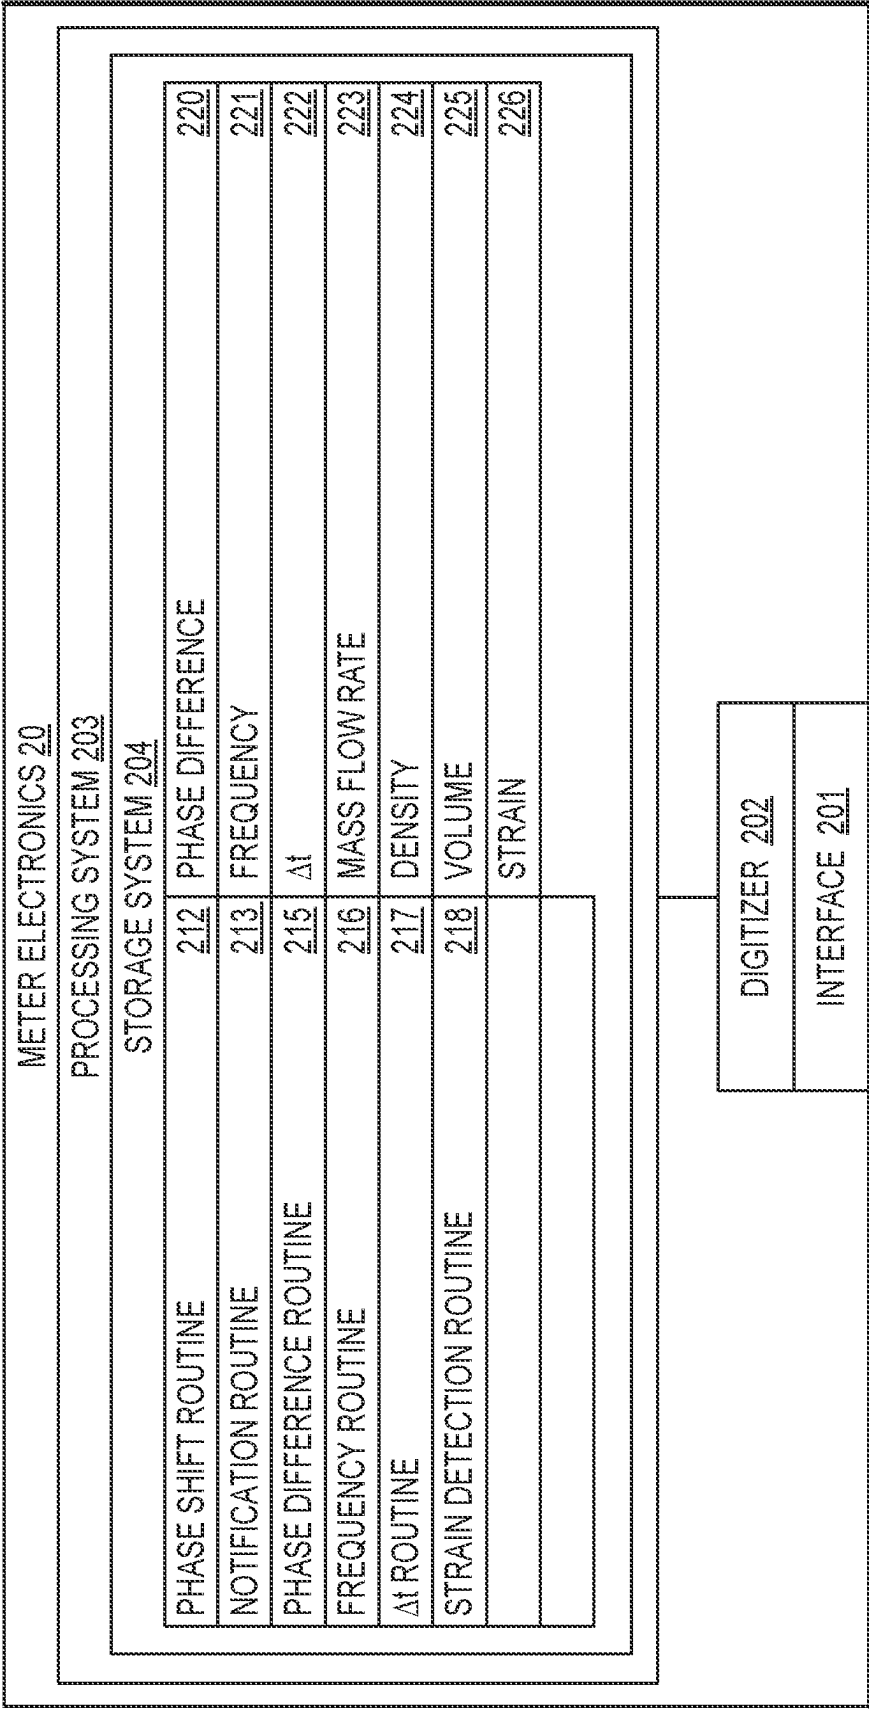 METER ELECTRONICS 20
PROCESSING SYSTEM 203
STORAGE SYSTEM 204
PHASE SHIFT ROUTINE 212 PHASE DIFFERENCE 220
NOTIFICATION ROUTINE 213 FREQUENCY 221
PHASE DIFFERENCE ROUTINE 215 Δt 222
FREQUENCY ROUTINE 216 MASS FLOW RATE 223
Δt ROUTINE 217 DENSITY 224
STRAIN DETECTION ROUTINE 218 VOLUME 225
STRAIN 226
DIGITIZER 202
INTERFACE 201